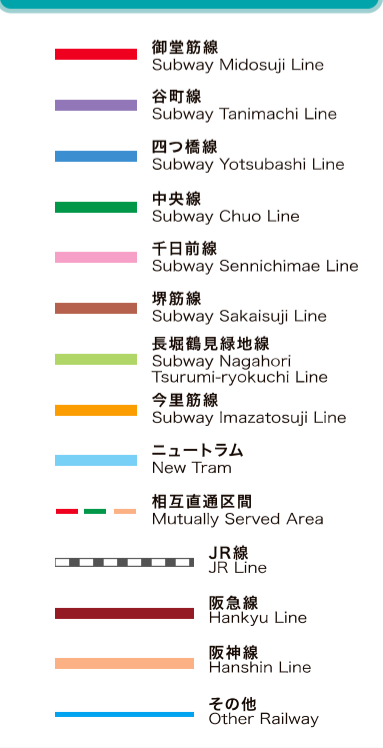 御堂筋線
Subway Midosuji Line
谷町線
Subway Tanimachi Line
四つ橋線
Subway Yotsubashi Line
中央線
Subway Chuo Line
千日前線
Subway Sennichimae Line
堺筋線
Subway Sakaisuji Line
長堀鶴見緑地線
Subway Nagahori
Tsurumi-ryokuchi Line
今里筋線
Subway Imazatosuji Line
ニュートラム
New Tram
相互直通区間
Mutually Served Area
JR線
JR Line
阪急線
Hankyu Line
阪神線
Hanshin Line
その他
Other Railway